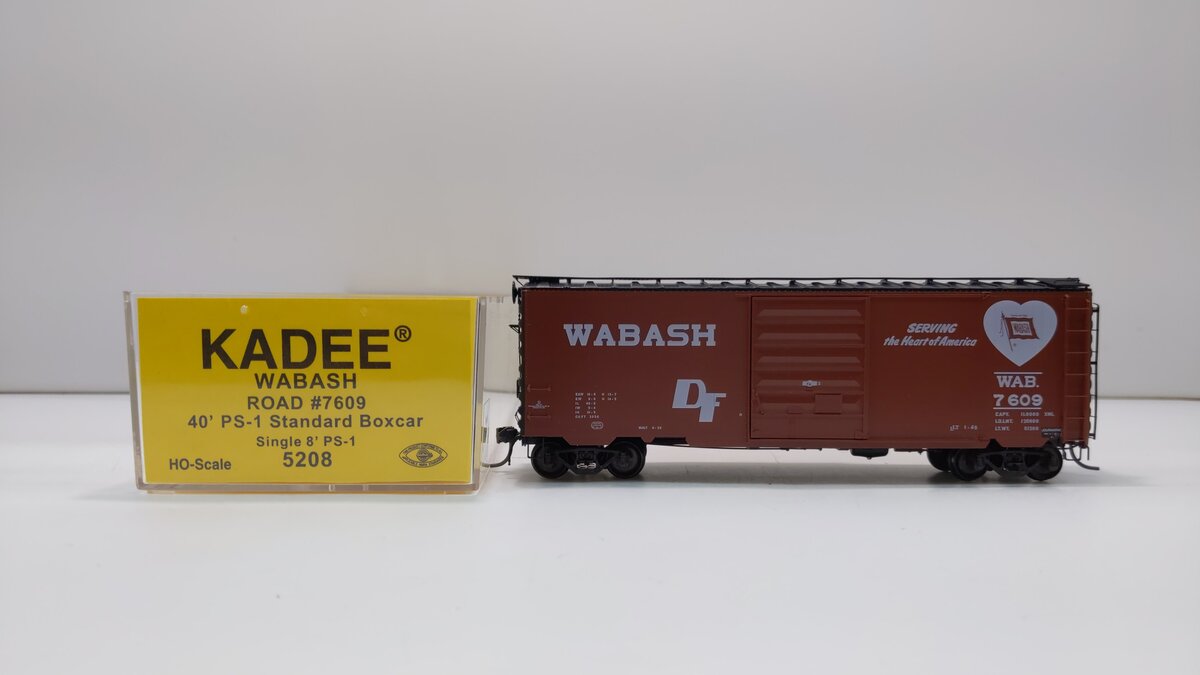 KADEE®
WABASH
ROAD #7609
40' PS-1 Standard Boxcar
Single 8' PS-1
HO-Scale
5208
WABASH
DF
SERVING
the Heart of America
WABASH
WAB.
7609